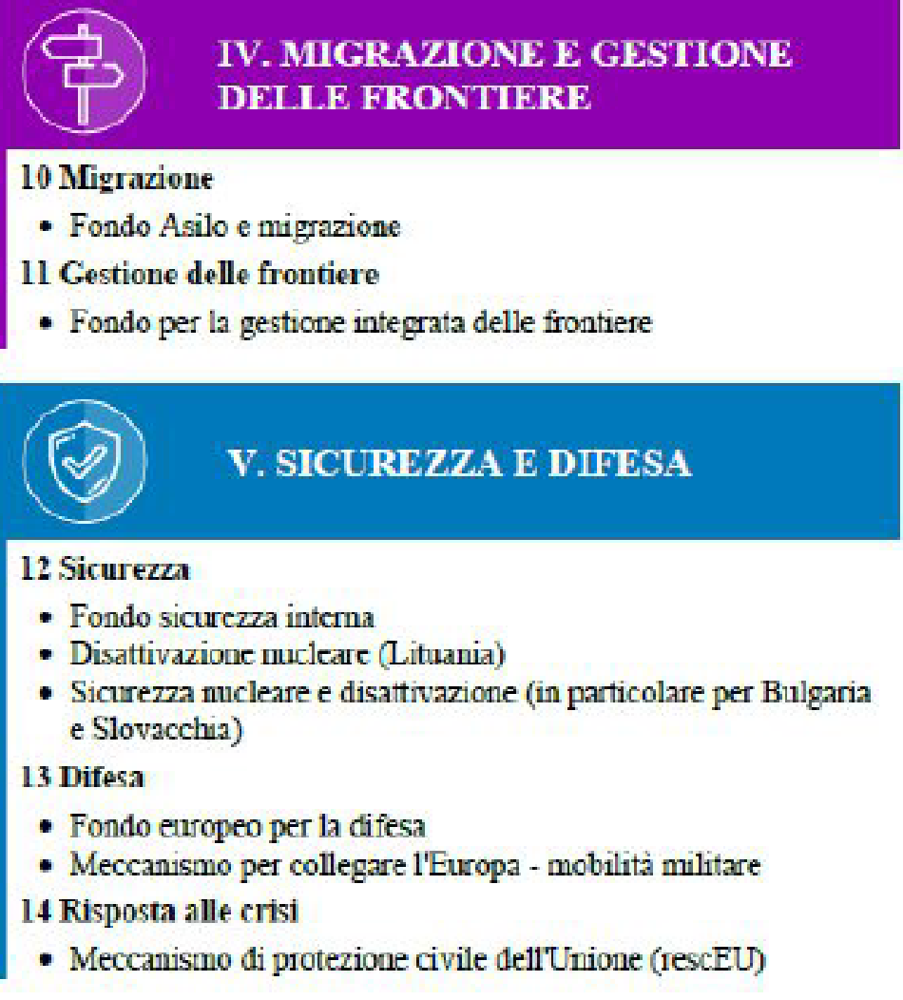 IV. MIGRAZIONE E GESTIONE
DELLE FRONTIERE
10 Migrazione
• Fondo Asilo e migrazione
11 Gestione delle frontiere
• Fondo per la gestione integrata delle frontiere
V. SICUREZZA E DIFESA
12 Sicurezza
• Fondo sicurezza interna
• Disattivazione nucleare (Lituania)
• Sicurezza nucleare e disattivazione (in particolare per Bulgaria
e Slovacchia)
13 Difesa
• Fondo europeo per la difesa
• Meccanismo per collegare l'Europa - mobilità militare
14 Risposta alle crisi
• Meccanismo di protezione civile dell'Unione (rescEU)